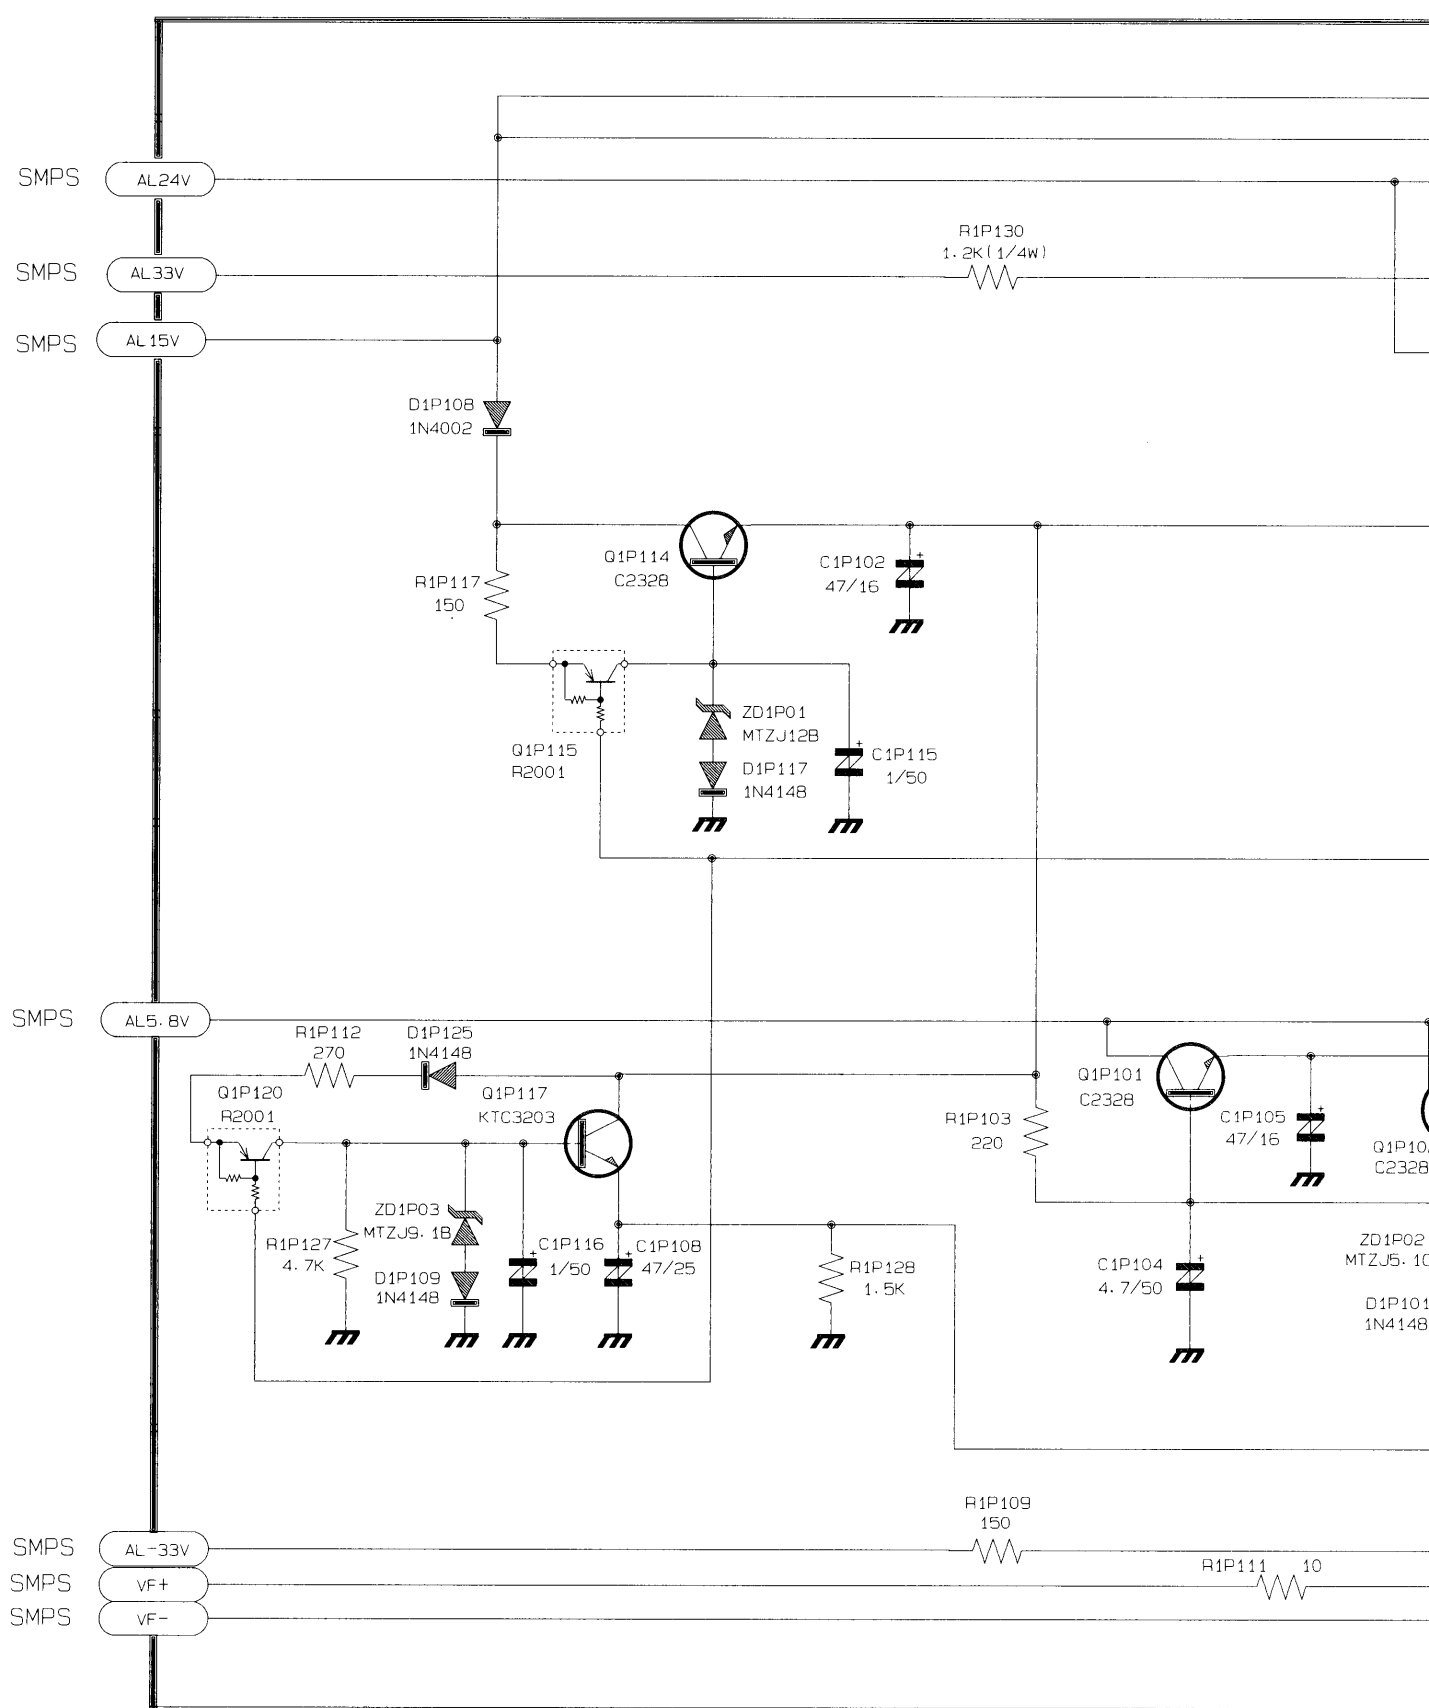 SMPS
AL24V
R1P130
1.2K(1/4W)
SMPS
AL33V
SMPS
AL15V
D1P108
1N4002
Q1P114
C2328
C1P102
+
47/16
R1P117
150
ZD1P01
MTZJ12B
Q1P115
R2001
D1P117
1N4148
+
C1P115
1/50
SMPS
AL5.8V
R1P112
270
D1P125
1N4148
Q1P120
R2001
Q1P117
KTC3203
Q1P101
C2328
R1P103
220
C1P105
+
47/16
Q1P10
C2328
ZD1P03
MTZJ9.1B
R1P127
4.7K
D1P109
1N4148
C1P116
+
1/50
C1P108
+
47/25
R1P128
1.5K
C1P104
+
4.7/50
ZD1P02
MTZJ5.10
D1P101
1N4148
R1P109
150
SMPS
AL-33V
R1P111 10
SMPS
VF+
SMPS
VF-